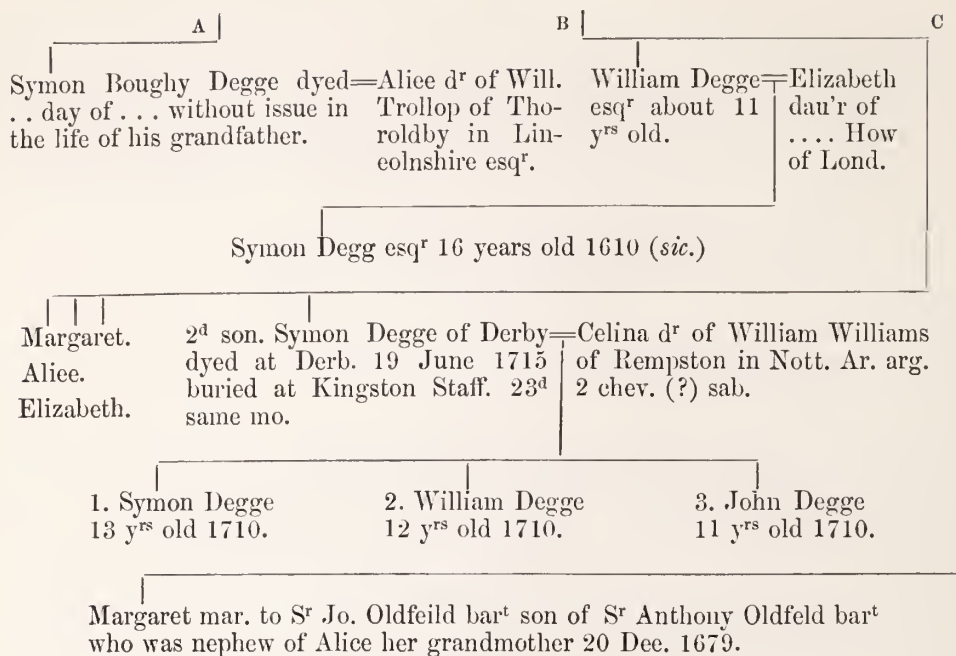 A B C
Symon Boughy Degge dyed=Alice dʳ of Will.
. . day of . . . without issue in
the life of his grandfather.
Trollop of Tho-
roldby in Lin-
eolnshire esqʳ.
William Degge=Elizabeth
esqʳ about 11
yʳˢ old.
dau'r of
.... How
of Lond.
Symon Degg esqʳ 16 years old 1610 (sic.)
Margaret.
Aliee.
Elizabeth.
2ᵈ son. Symon Degge of Derby=Celina dʳ of William Williams
dyed at Derb. 19 June 1715
buried at Kingston Staff. 23ᵈ
same mo.
of Rempston in Nott. Ar. arg.
2 chev. (?) sab.
1. Symon Degge
13 yʳˢ old 1710.
2. William Degge
12 yʳˢ old 1710.
3. John Degge
11 yʳˢ old 1710.
Margaret mar. to Sʳ Jo. Oldfeild barᵗ son of Sʳ Anthony Oldfeld barᵗ
who was nephew of Alice her grandmother 20 Dee. 1679.